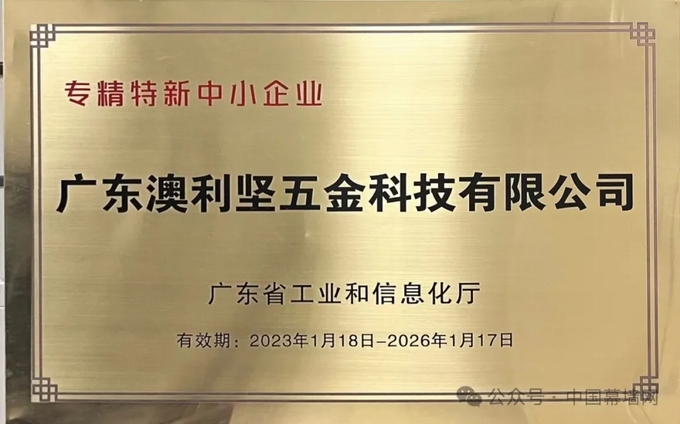 专精特新中小企业
广东澳利坚五金科技有限公司
广东省工业和信息化厅
有效期：2023年1月18日-2026年1月17日
公众号·中国幕墙网